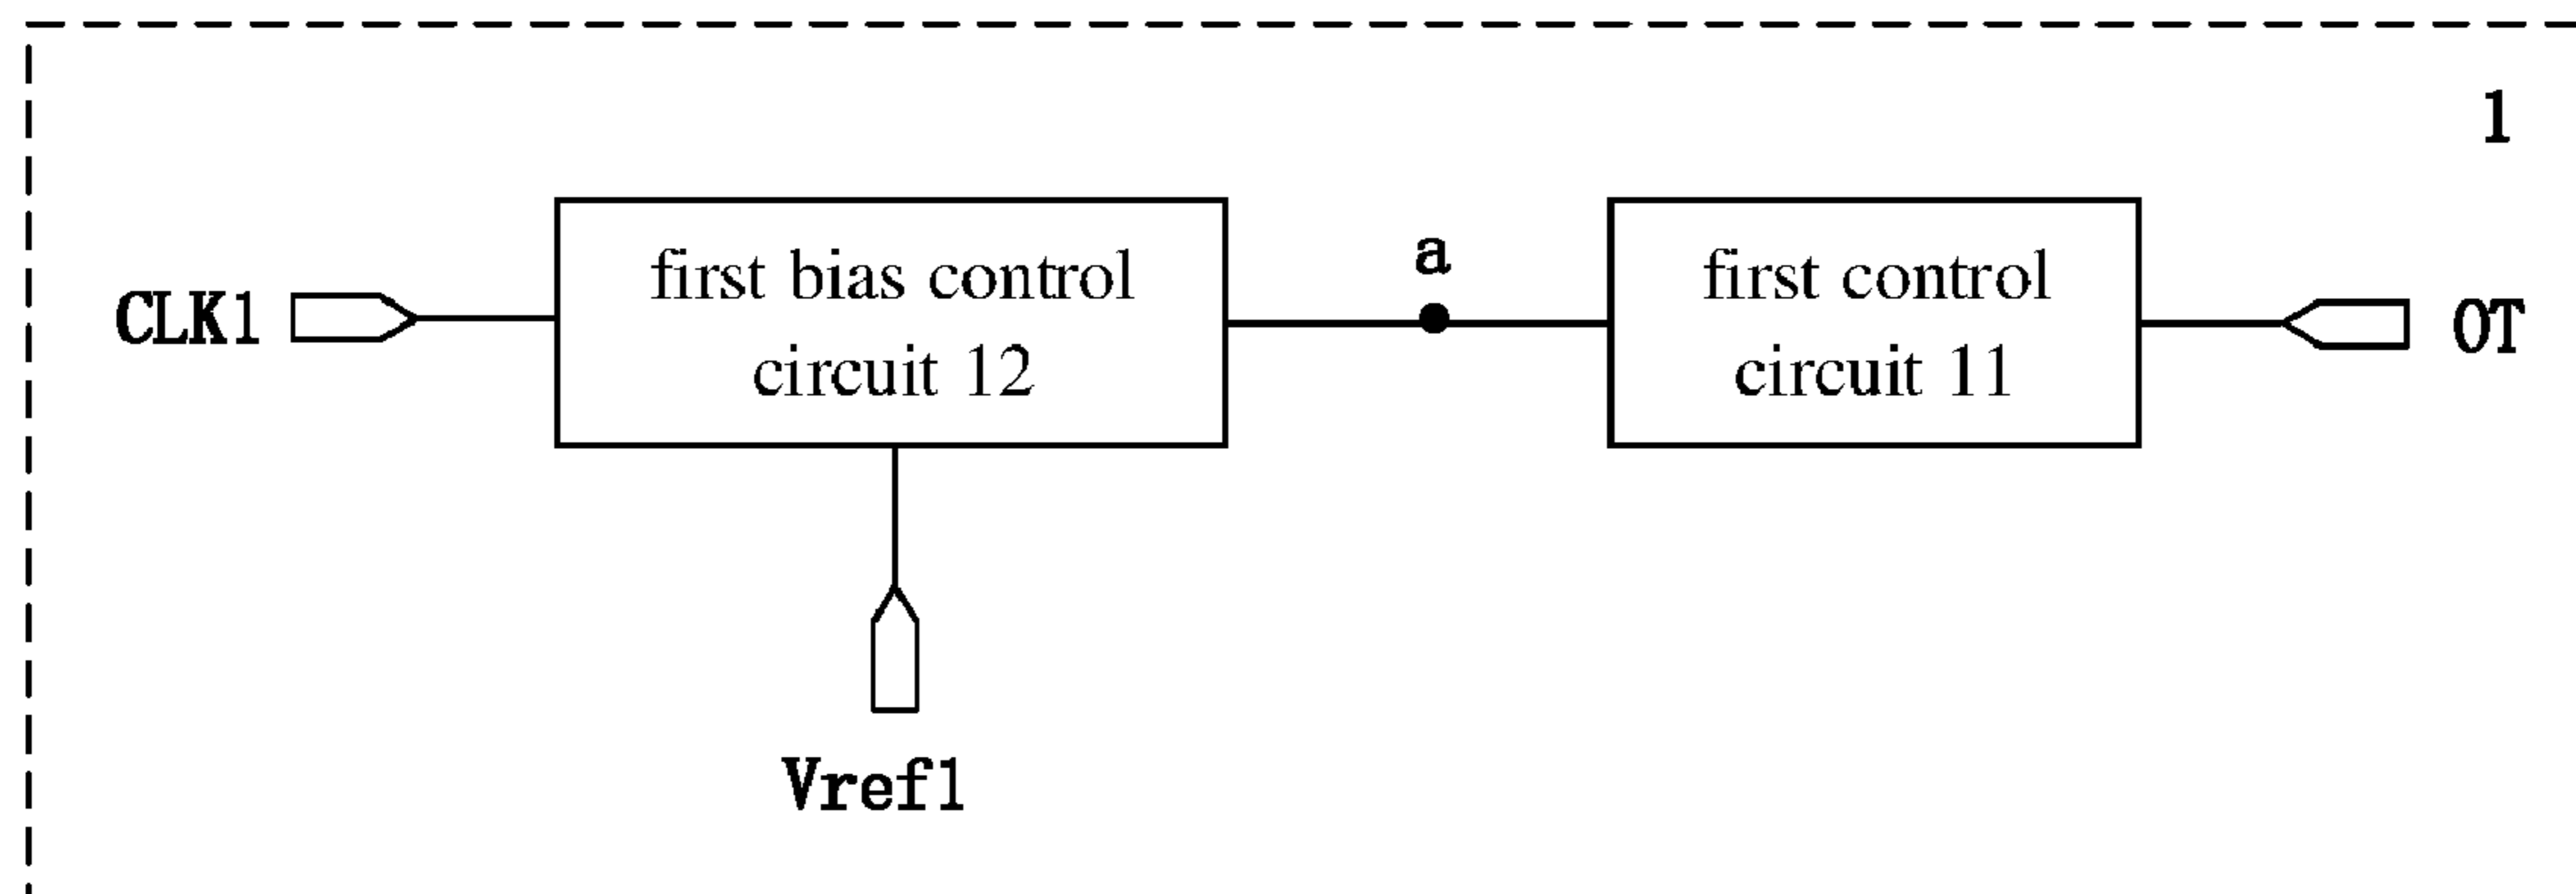 1
first bias control
circuit 12
a
first control
circuit 11
CLK1
OT
Vref1